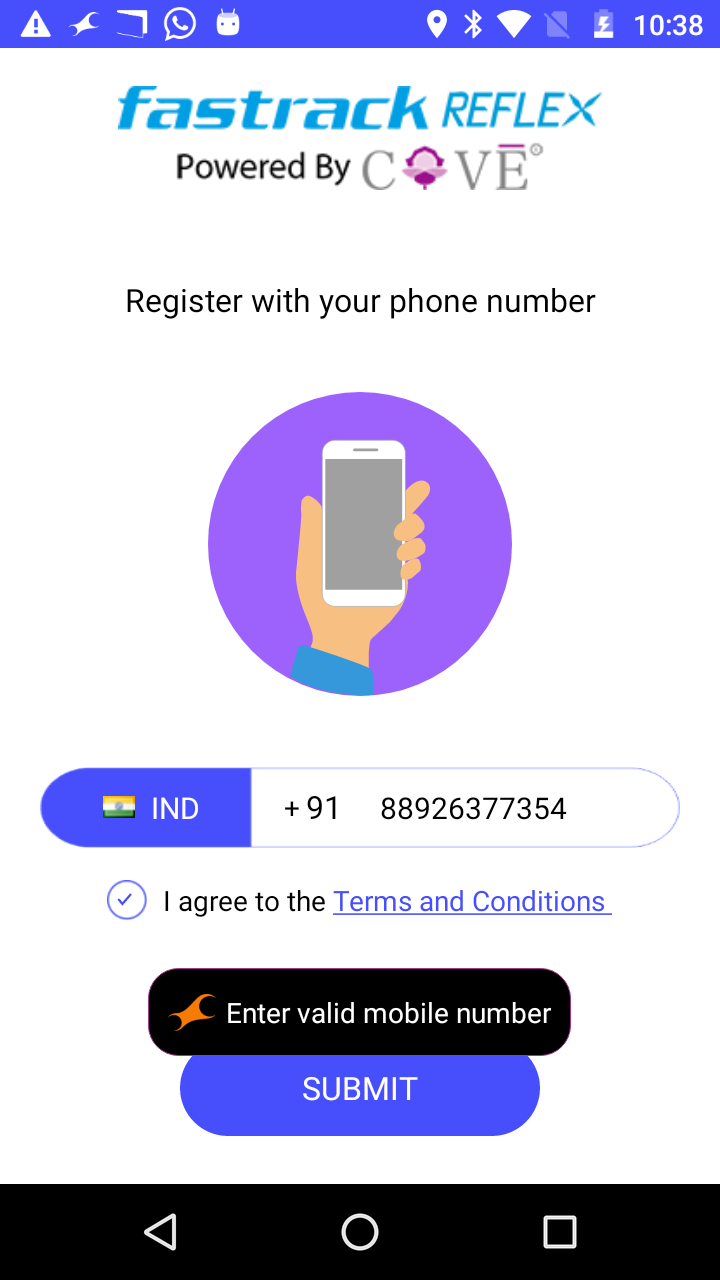 10:38
fastrack REFLEX
Powered By COVE®
Register with your phone number
IND + 91 88926377354
I agree to the Terms and Conditions
Enter valid mobile number
SUBMIT